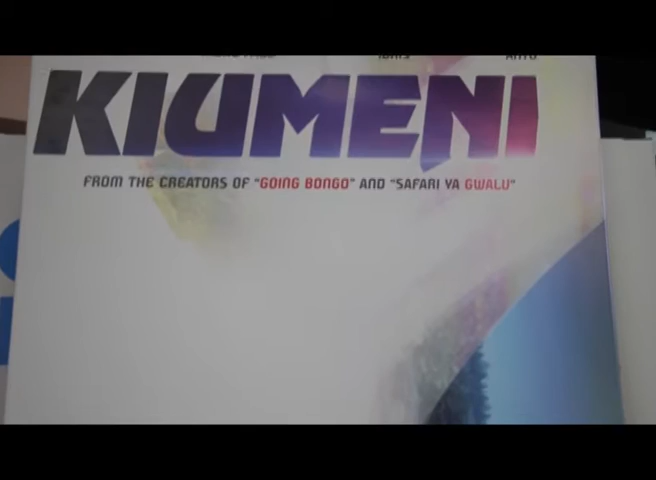 KIUMENI
FROM THE CREATORS OF "GOING BONGO" AND "SAFARI YA GWALU"